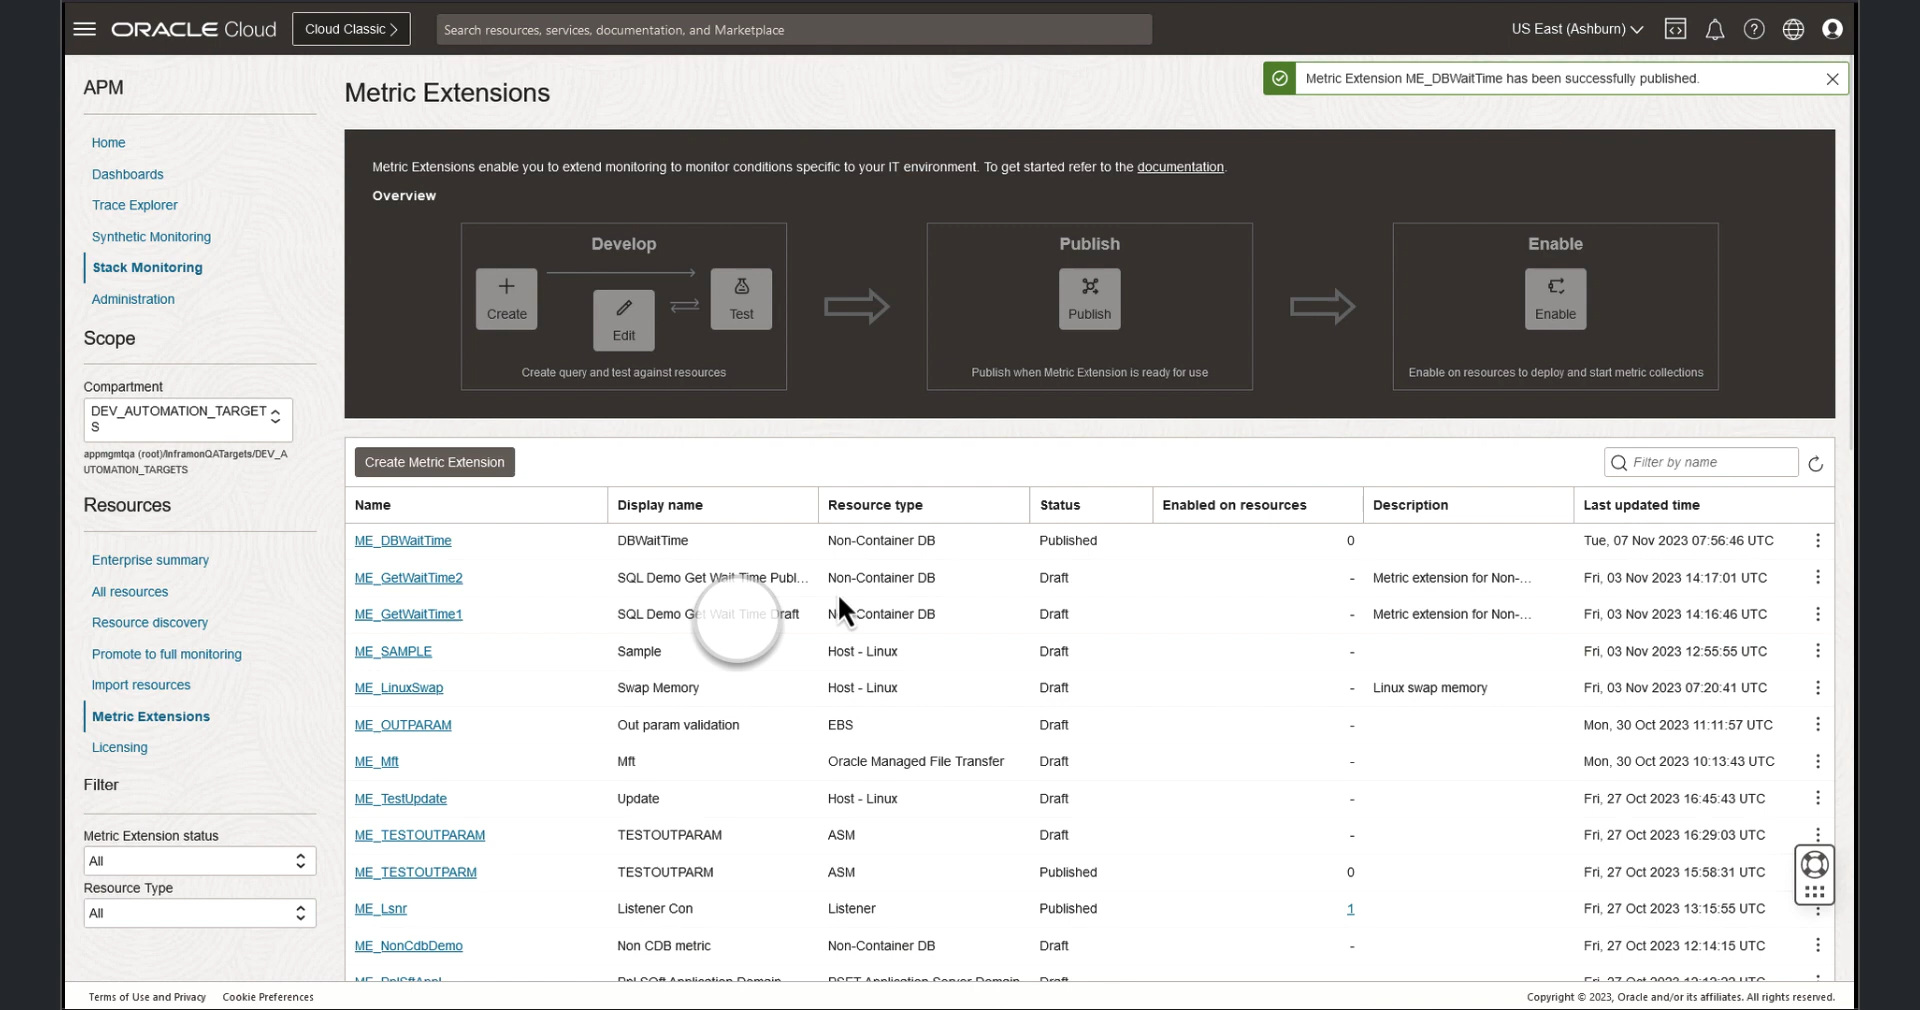 ORACLE Cloud
Cloud Classic
Search resources, services, documentation, and Marketplace
US East (Ashburn)
APM
Home
Dashboards
Trace Explorer
Synthetic Monitoring
Stack Monitoring
Administration
Scope
Compartment
DEV_AUTOMATION_TARGET
S
appmgmtqa (root)/InframonQATargets/DEV_A
UTOMATION_TARGETS
Resources
Enterprise summary
All resources
Resource discovery
Promote to full monitoring
Import resources
Metric Extensions
Licensing
Filter
Metric Extension status
All
Resource Type
All
Metric Extensions
Metric Extension ME_DBWaitTime has been successfully published.
Metric Extensions enable you to extend monitoring to monitor conditions specific to your IT environment. To get started refer to the documentation.
Overview
Develop
Create
Edit
Test
Create query and test against resources
Publish
Publish
Publish when Metric Extension is ready for use
Enable
Enable
Enable on resources to deploy and start metric collections
Create Metric Extension
Filter by name
Name Display name Resource type Status Enabled on resources Description Last updated time
ME_DBWaitTime DBWaitTime Non-Container DB Published 0 Tue, 07 Nov 2023 07:56:46 UTC
ME_GetWaitTime2 SQL Demo Get Wait Time Publ... Non-Container DB Draft - Metric extension for Non-... Fri, 03 Nov 2023 14:17:01 UTC
ME_GetWaitTime1 SQL Demo Get Wait Time Draft Non-Container DB Draft - Metric extension for Non-... Fri, 03 Nov 2023 14:16:46 UTC
ME_SAMPLE Sample Host - Linux Draft - Fri, 03 Nov 2023 12:55:55 UTC
ME_LinuxSwap Swap Memory Host - Linux Draft - Linux swap memory Fri, 03 Nov 2023 07:20:41 UTC
ME_OUTPARAM Out param validation EBS Draft - Mon, 30 Oct 2023 11:11:57 UTC
ME_Mft Mft Oracle Managed File Transfer Draft - Mon, 30 Oct 2023 10:13:43 UTC
ME_TestUpdate Update Host - Linux Draft - Fri, 27 Oct 2023 16:45:43 UTC
ME_TESTOUTPARAM TESTOUTPARAM ASM Draft - Fri, 27 Oct 2023 16:29:03 UTC
ME_TESTOUTPARM TESTOUTPARM ASM Published 0 Fri, 27 Oct 2023 15:58:31 UTC
ME_Lsnr Listener Con Listener Published 1 Fri, 27 Oct 2023 13:15:55 UTC
ME_NonCdbDemo Non CDB metric Non-Container DB Draft - Fri, 27 Oct 2023 12:14:15 UTC
Terms of Use and Privacy Cookie Preferences
Copyright © 2023, Oracle and/or its affiliates. All rights reserved.